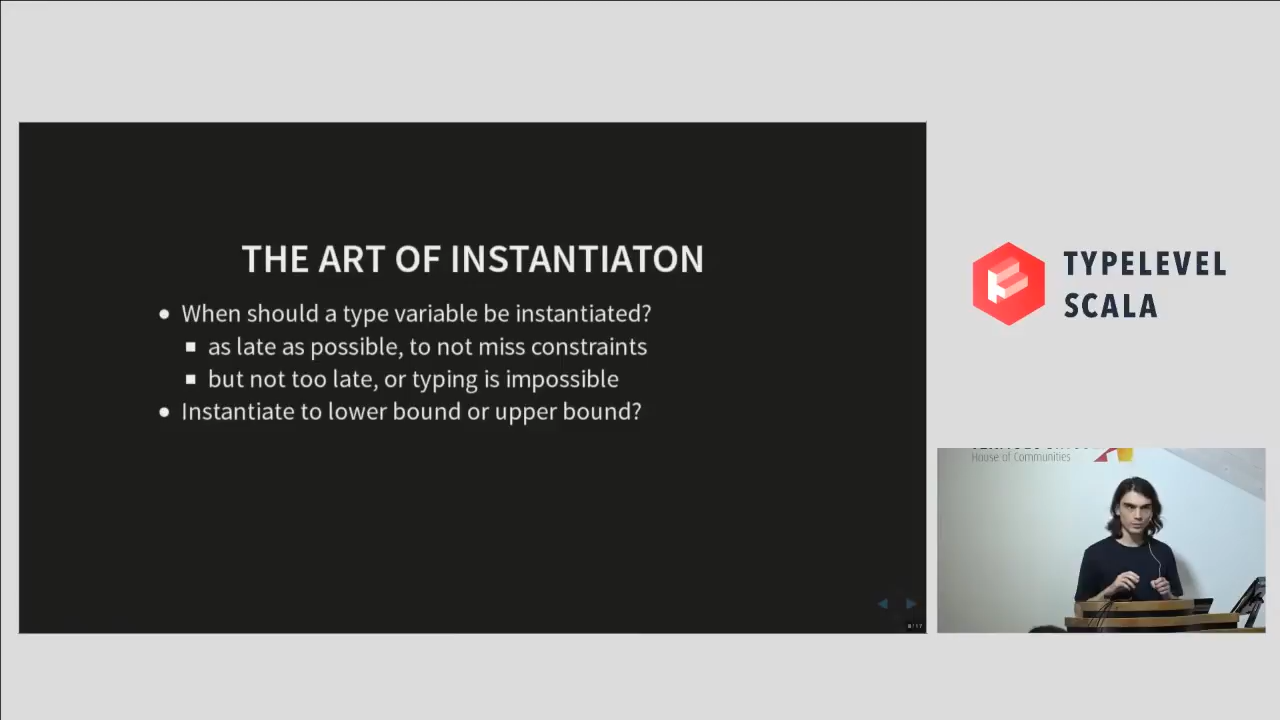 THE ART OF INSTANTIATON
When should a type variable be instantiated?
as late as possible, to not miss constraints
but not too late, or typing is impossible
Instantiate to lower bound or upper bound?
8/17
TYPELEVEL
SCALA
House of Communities